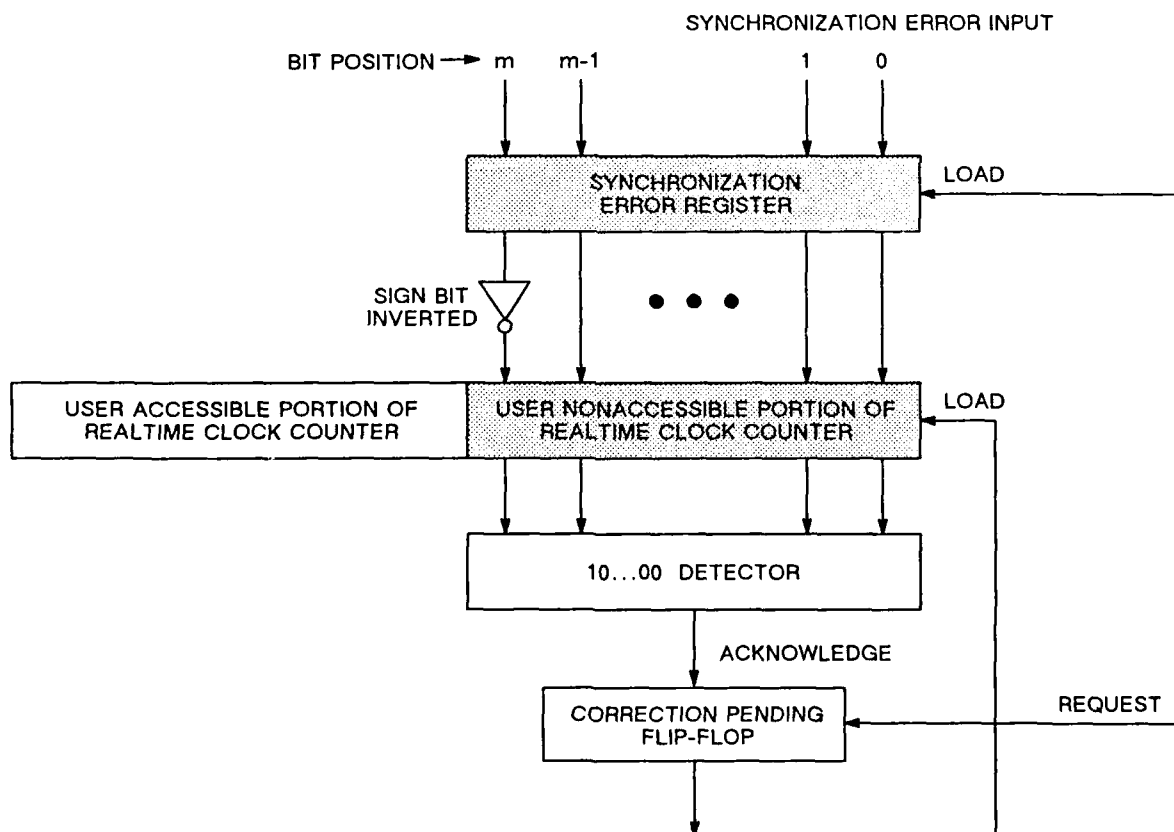 SYNCHRONIZATION ERROR INPUT
BIT POSITION m m-1 1 0
SYNCHRONIZATION
ERROR REGISTER
LOAD
SIGN BIT
INVERTED
USER ACCESSIBLE PORTION OF
REALTIME CLOCK COUNTER
USER NONACCESSIBLE PORTION OF
REALTIME CLOCK COUNTER
LOAD
10...00 DETECTOR
ACKNOWLEDGE
CORRECTION PENDING
FLIP-FLOP
REQUEST